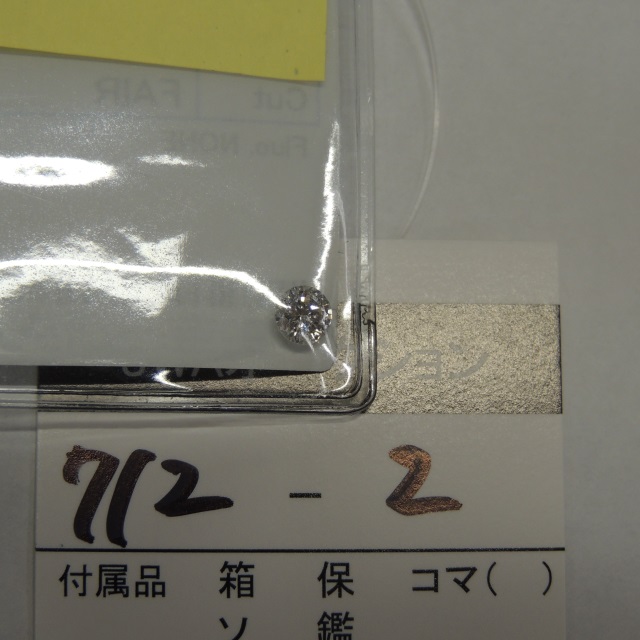 Cut FAIR
Fluo. NONE
712 - 2
付属品 箱 保 コマ( )
ソ 鑑